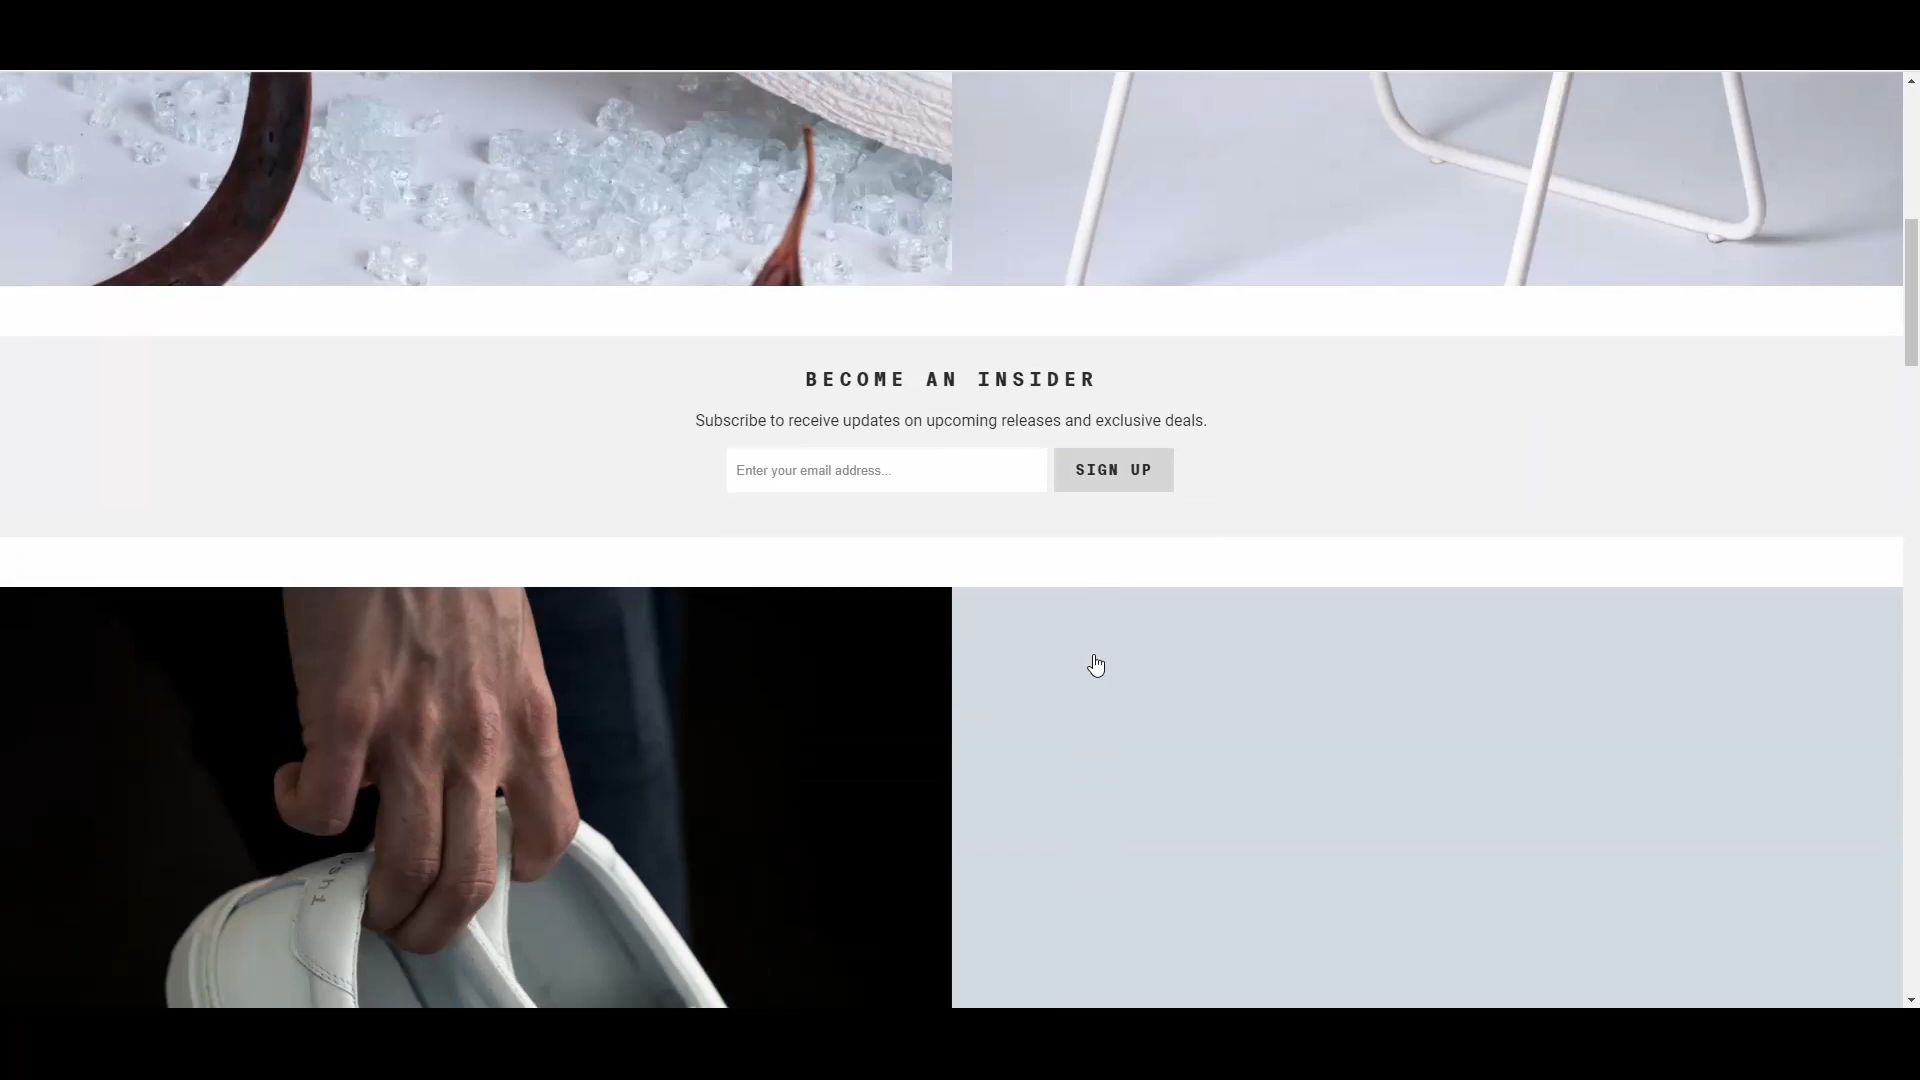 BECOME AN INSIDER
Subscribe to receive updates on upcoming releases and exclusive deals.
Enter your email address...
SIGN UP